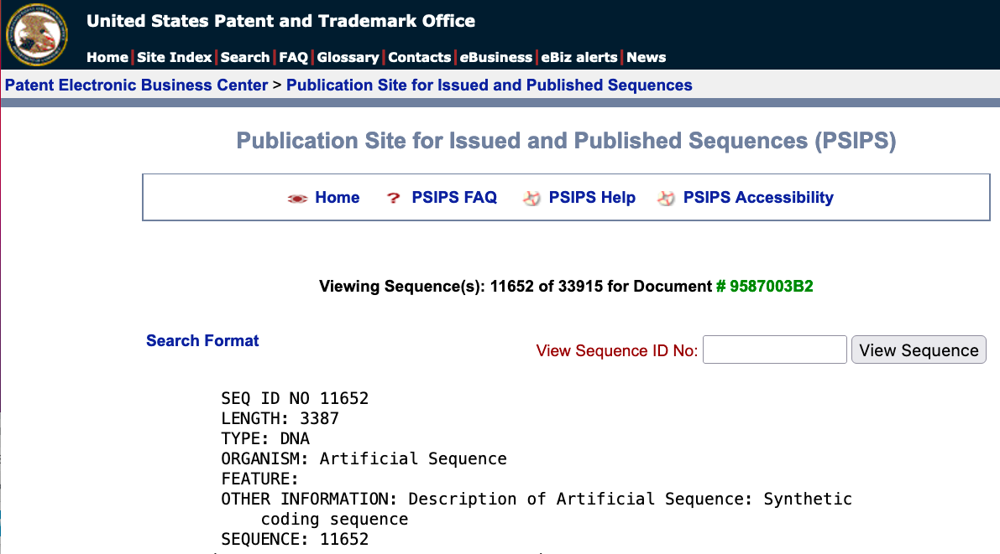 United States Patent and Trademark Office
Home|Site Index|Search|FAQ|Glossary|Contacts|eBusiness|eBiz alerts|News
Patent Electronic Business Center > Publication Site for Issued and Published Sequences
Publication Site for Issued and Published Sequences (PSIPS)
Home ? PSIPS FAQ PSIPS Help PSIPS Accessibility
Viewing Sequence(s): 11652 of 33915 for Document # 9587003B2
Search Format
View Sequence ID No: View Sequence
SEQ ID NO 11652
LENGTH: 3387
TYPE: DNA
ORGANISM: Artificial Sequence
FEATURE:
OTHER INFORMATION: Description of Artificial Sequence: Synthetic
coding sequence
SEQUENCE: 11652